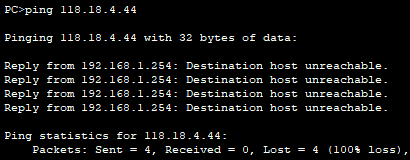 PC>ping 118.18.4.44
Pinging 118.18.4.44 with 32 bytes of data:
Reply from 192.168.1.254: Destination host unreachable.
Reply from 192.168.1.254: Destination host unreachable.
Reply from 192.168.1.254: Destination host unreachable.
Reply from 192.168.1.254: Destination host unreachable.
Ping statistics for 118.18.4.44:
Packets: Sent = 4, Received = 0, Lost = 4 (100% loss),